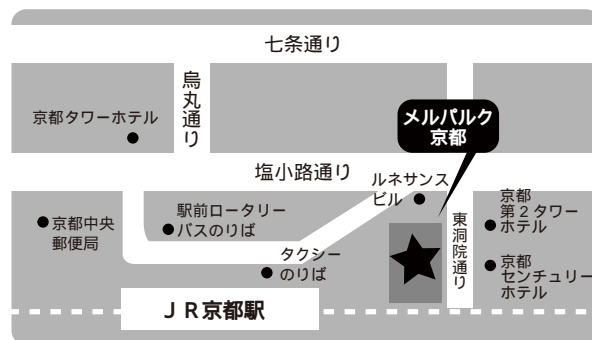 七条通り
烏丸通り
京都タワーホテル
メルパルク
京都
塩小路通り
ルネサンス
ビル
京都中央
郵便局
駅前ロータリー
バスのりば
タクシー
のりば
東洞院通り
京都
第２タワー
ホテル
京都
センチュリー
ホテル
ＪＲ京都駅